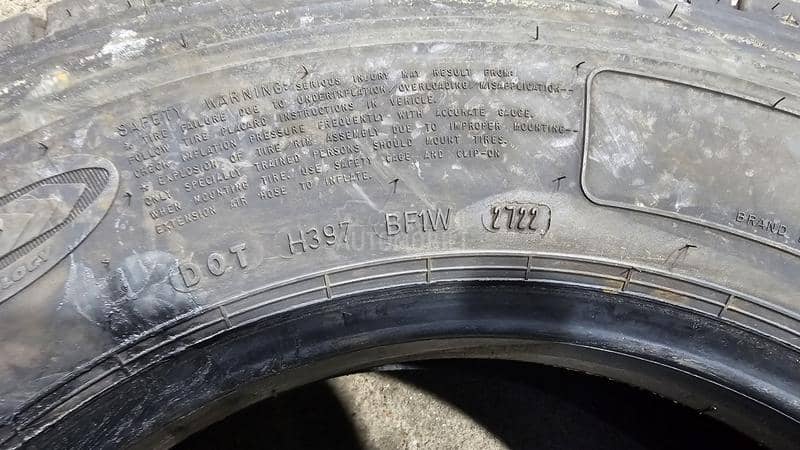 SAFETY WARNING: SERIOUS INJURY MAY RESULT FROM:
* TIRE FAILURE DUE TO UNDERINFLATION OVERLOADING/MISAPPLICATION--
FOLLOW TIRE PLACARD INSTRUCTIONS IN VEHICLE.
CHECK INFLATION PRESSURE FREQUENTLY WITH ACCURATE GAUGE.
* EXPLOSION OF TIRE/RIM ASSEMBLY DUE TO IMPROPER MOUNTING--
ONLY SPECIALLY TRAINED PERSONS SHOULD MOUNT TIRES.
WHEN MOUNTING TIRE, USE SAFETY CAGE AND CLIP-ON
EXTENSION AIR HOSE TO INFLATE.
BRAND
DOT H397 BF1W 2722